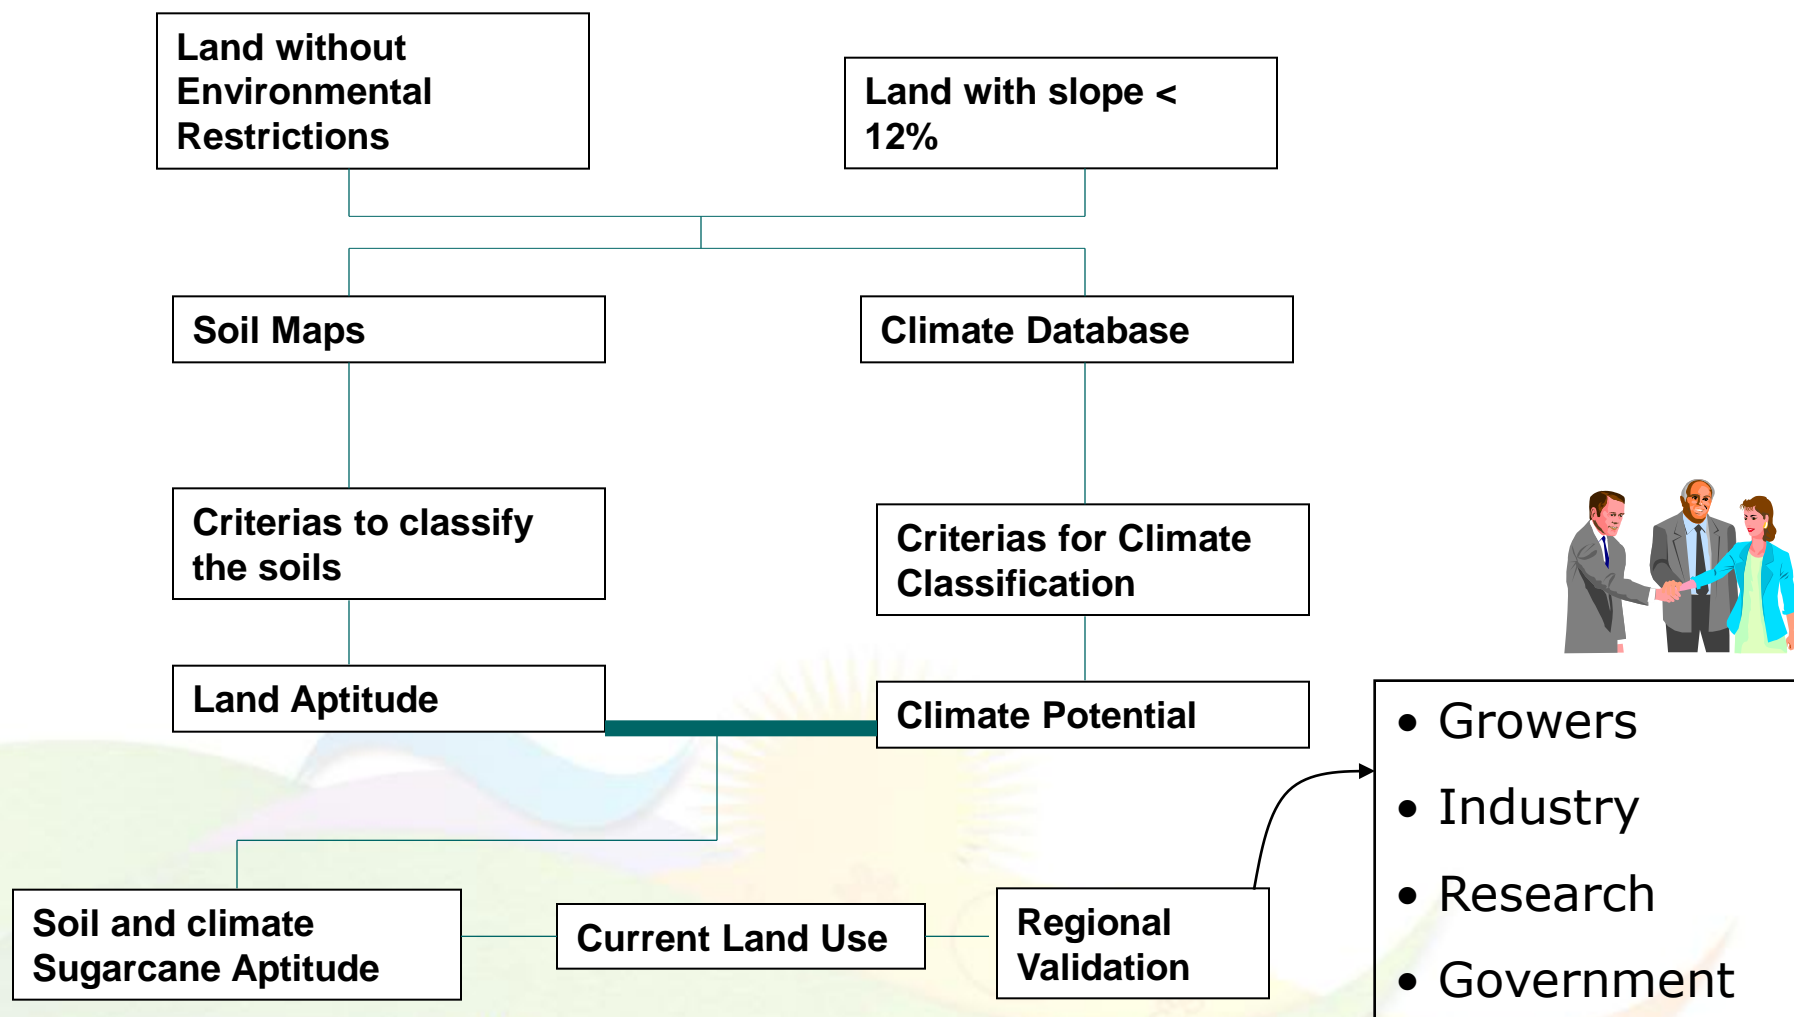 Land without
Environmental
Restrictions
Land with slope <
12%
Soil Maps
Climate Database
Criterias to classify
the soils
Criterias for Climate
Classification
Land Aptitude
Climate Potential
• Growers
• Industry
• Research
• Government
Soil and climate
Sugarcane Aptitude
Current Land Use
Regional
Validation